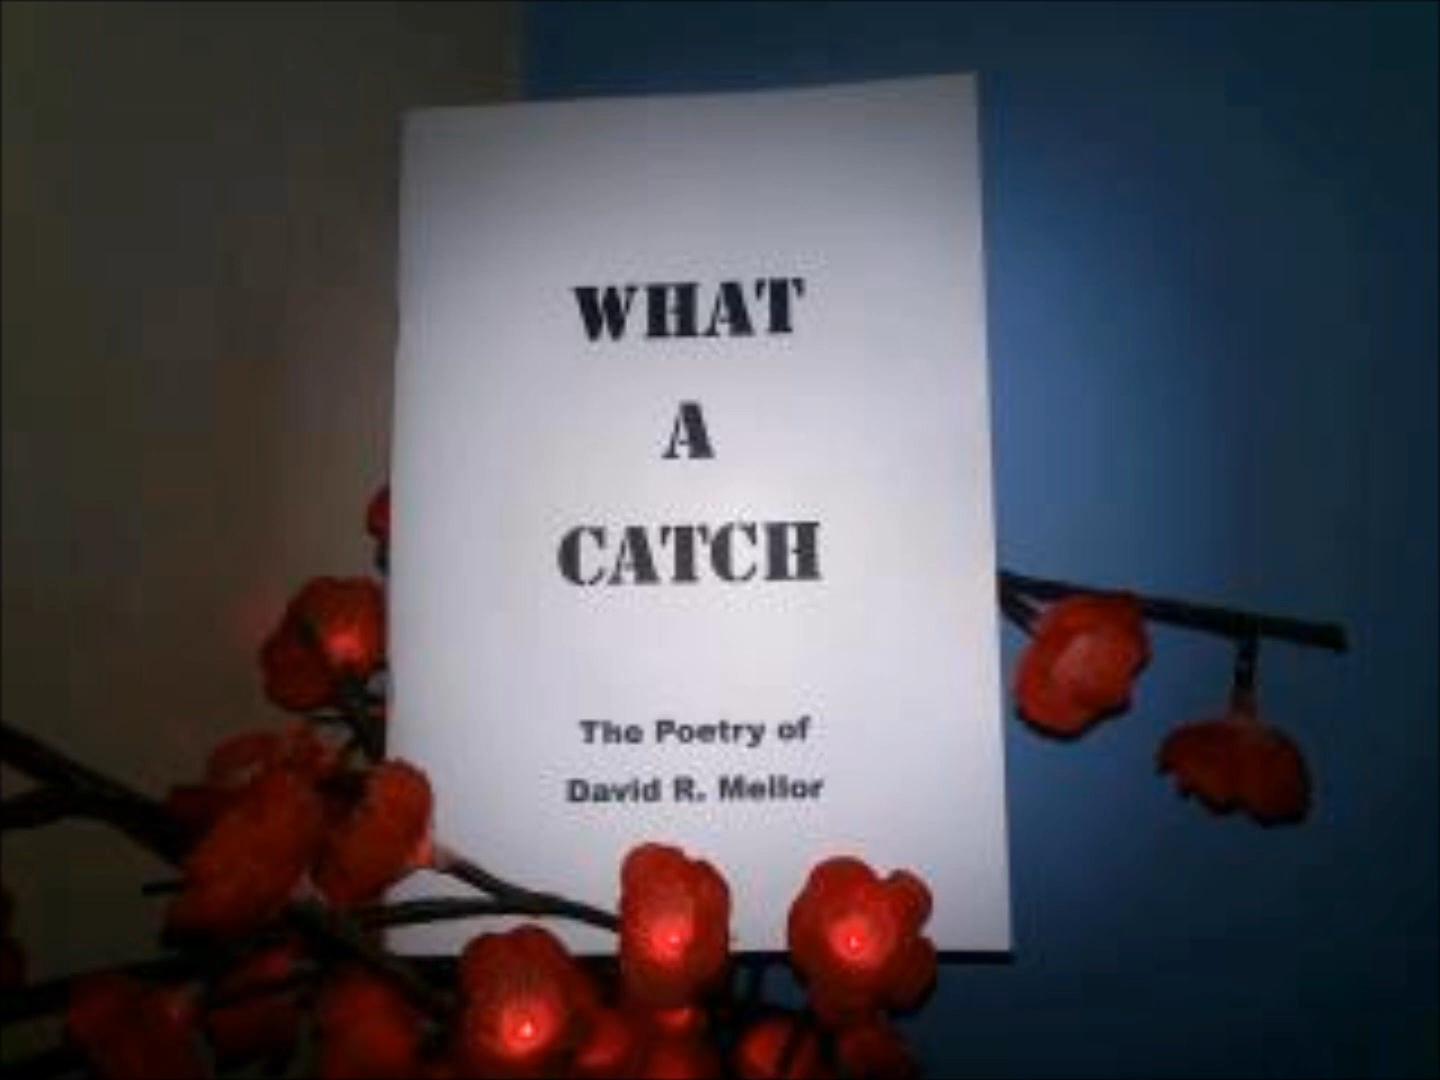 WHAT
A
CATCH
The Poetry of
David R. Mellor